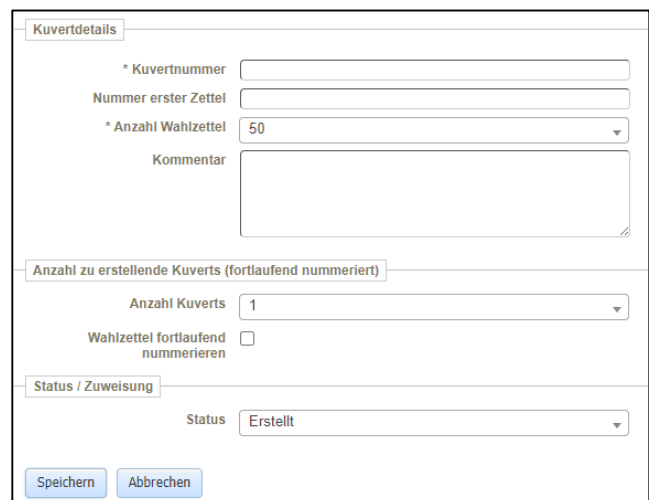 Kuvertdetails
* Kuvertnummer
Nummer erster Zettel
* Anzahl Wahlzettel 50
Kommentar
Anzahl zu erstellende Kuverts (fortlaufend nummeriert)
Anzahl Kuverts 1
Wahlzettel fortlaufend
nummerieren
Status / Zuweisung
Status Erstellt
Speichern Abbrechen